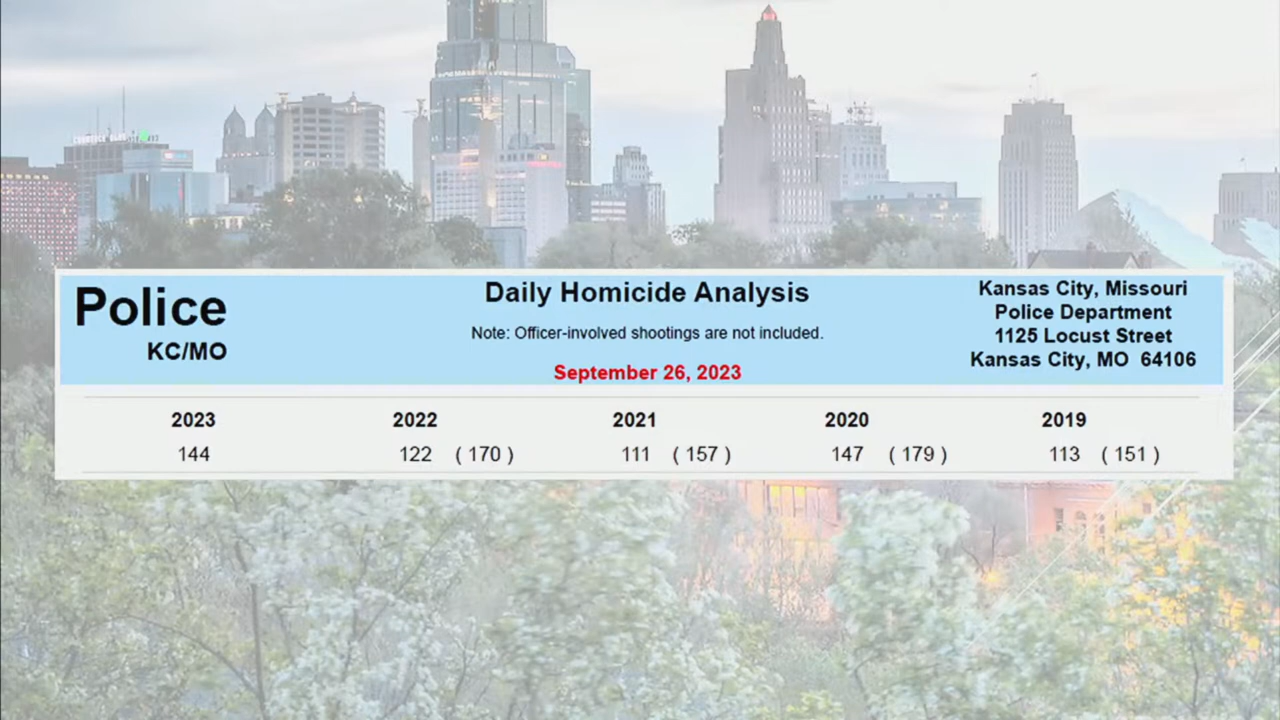 Police
KC/MO
Daily Homicide Analysis
Note: Officer-involved shootings are not included.
September 26, 2023
Kansas City, Missouri
Police Department
1125 Locust Street
Kansas City, MO 64106
2023 2022 2021 2020 2019
144 122 ( 170 ) 111 ( 157 ) 147 ( 179 ) 113 ( 151 )